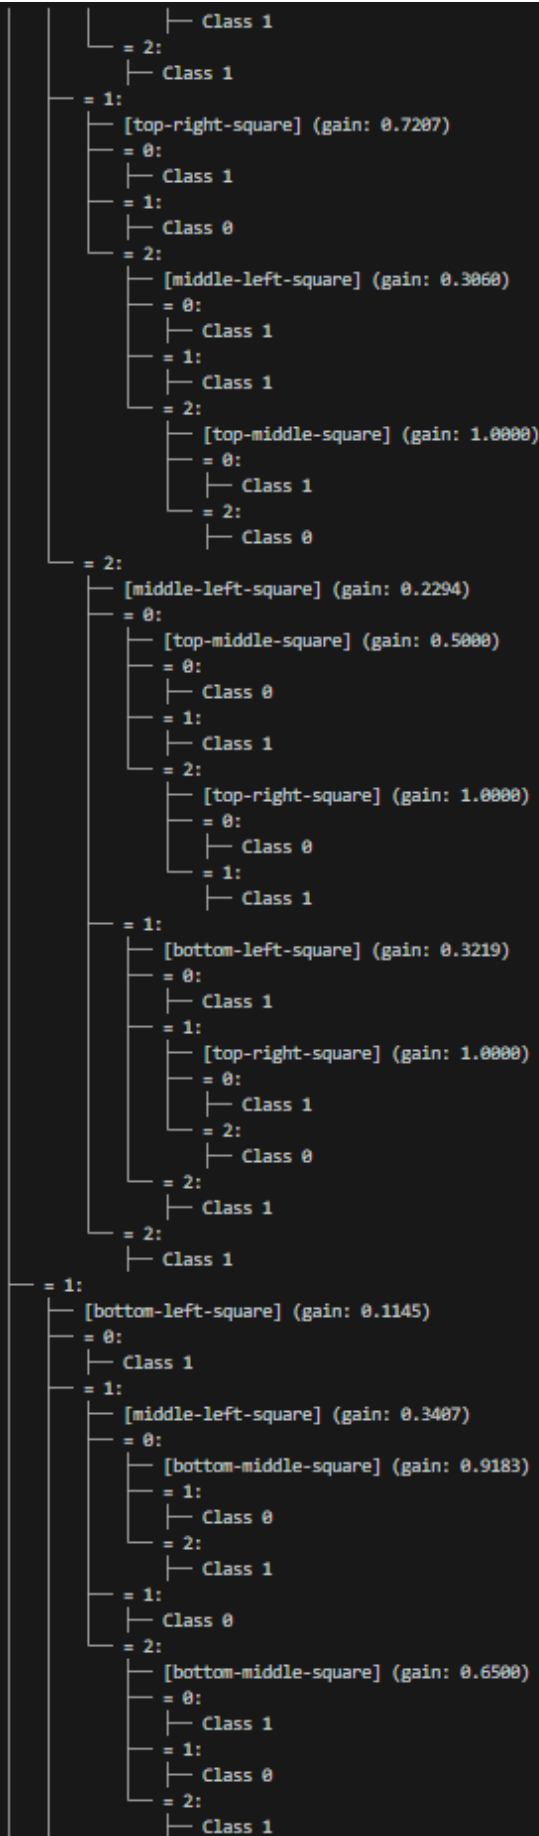 Class 1
= 2:
Class 1
= 1:
[top-right-square] (gain: 0.7207)
= 0:
Class 1
= 1:
Class 0
= 2:
[middle-left-square] (gain: 0.3060)
= 0:
Class 1
= 1:
Class 1
= 2:
[top-middle-square] (gain: 1.0000)
= 0:
Class 1
= 2:
Class 0
= 2:
[middle-left-square] (gain: 0.2294)
= 0:
[top-middle-square] (gain: 0.5000)
= 0:
Class 0
= 1:
Class 1
= 2:
[top-right-square] (gain: 1.0000)
= 0:
Class 0
= 1:
Class 1
= 1:
[bottom-left-square] (gain: 0.3219)
= 0:
Class 1
= 1:
[top-right-square] (gain: 1.0000)
= 0:
Class 1
= 2:
Class 0
= 2:
Class 1
= 2:
Class 1
= 1:
[bottom-left-square] (gain: 0.1145)
= 0:
Class 1
= 1:
[middle-left-square] (gain: 0.3407)
= 0:
[bottom-middle-square] (gain: 0.9183)
= 1:
Class 0
= 2:
Class 1
= 1:
Class 0
= 2:
[bottom-middle-square] (gain: 0.6500)
= 0:
Class 1
= 1:
Class 0
= 2:
Class 1